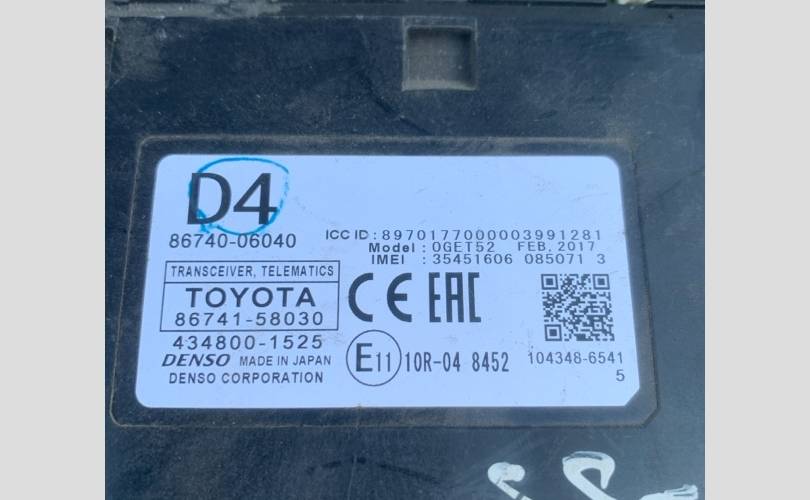 D4
86740-06040
ICC ID : 8970177000003991281
Model : 0GET52 FEB, 2017
IMEI : 35451606 085071 3
TRANSCEIVER, TELEMATICS
TOYOTA
86741-58030
CE EAC
434800-1525
DENSO MADE IN JAPAN
DENSO CORPORATION
E11 10R-04 8452
104348-6541
5